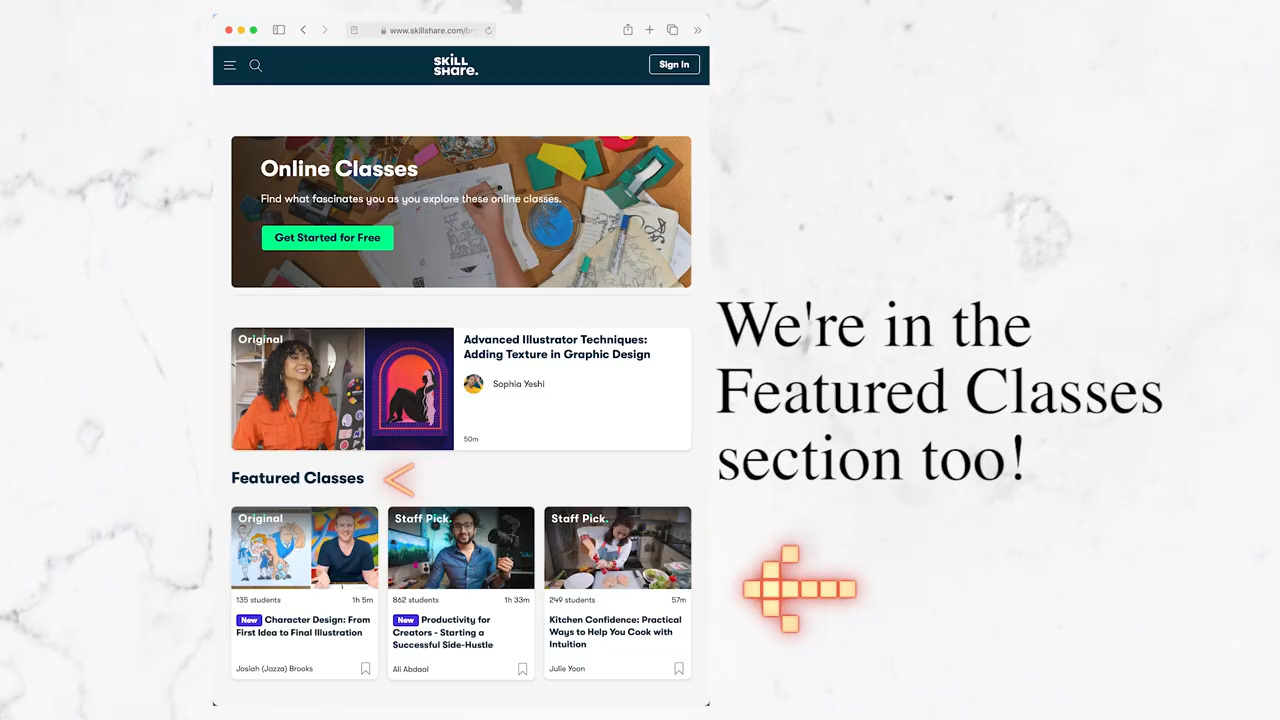 www.skillshare.com/br
SKILL
SHare.
Sign In
Online Classes
Find what fascinates you as you explore these online classes.
Get Started for Free
Original
Advanced Illustrator Techniques:
Adding Texture in Graphic Design
Sophia Yeshi
50m
Featured Classes
Original
135 students 1h 5m
New Character Design: From
First Idea to Final Illustration
Josiah (Jazza) Brooks
Staff Pick.
862 students 1h 33m
New Productivity for
Creators - Starting a
Successful Side-Hustle
Ali Abdaal
Staff Pick.
249 students 57m
Kitchen Confidence: Practical
Ways to Help You Cook with
Intuition
Julie Yoon
We're in the
Featured Classes
section too!